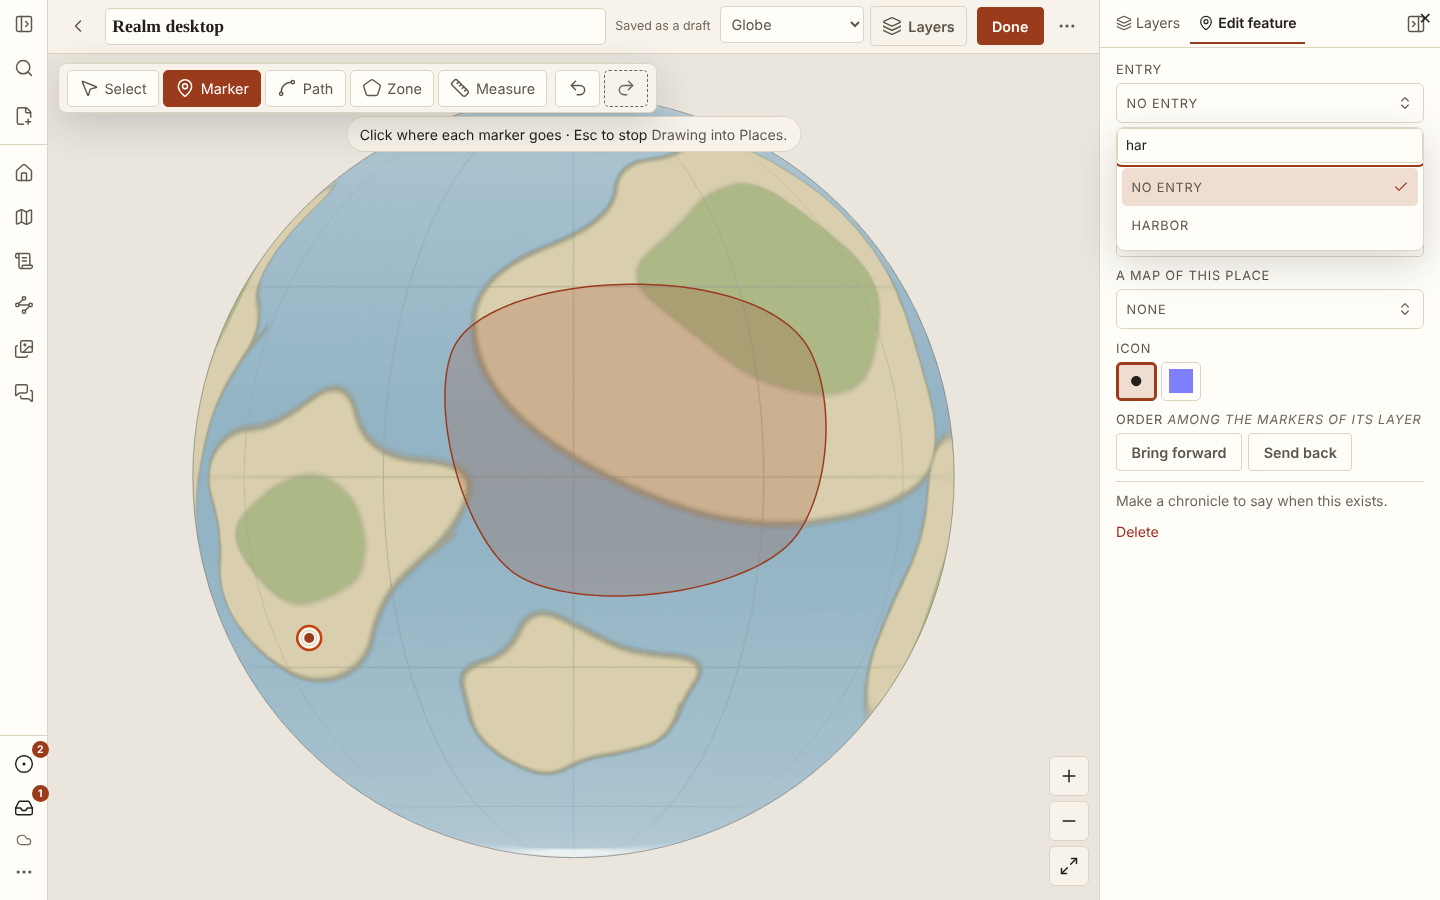 Realm desktop
Saved as a draft
Globe
Layers
Done
Layers
Edit feature
Select
Marker
Path
Zone
Measure
Click where each marker goes · Esc to stop Drawing into Places.
ENTRY
NO ENTRY
har
NO ENTRY
HARBOR
A MAP OF THIS PLACE
NONE
ICON
ORDER AMONG THE MARKERS OF ITS LAYER
Bring forward
Send back
Make a chronicle to say when this exists.
Delete
2
1